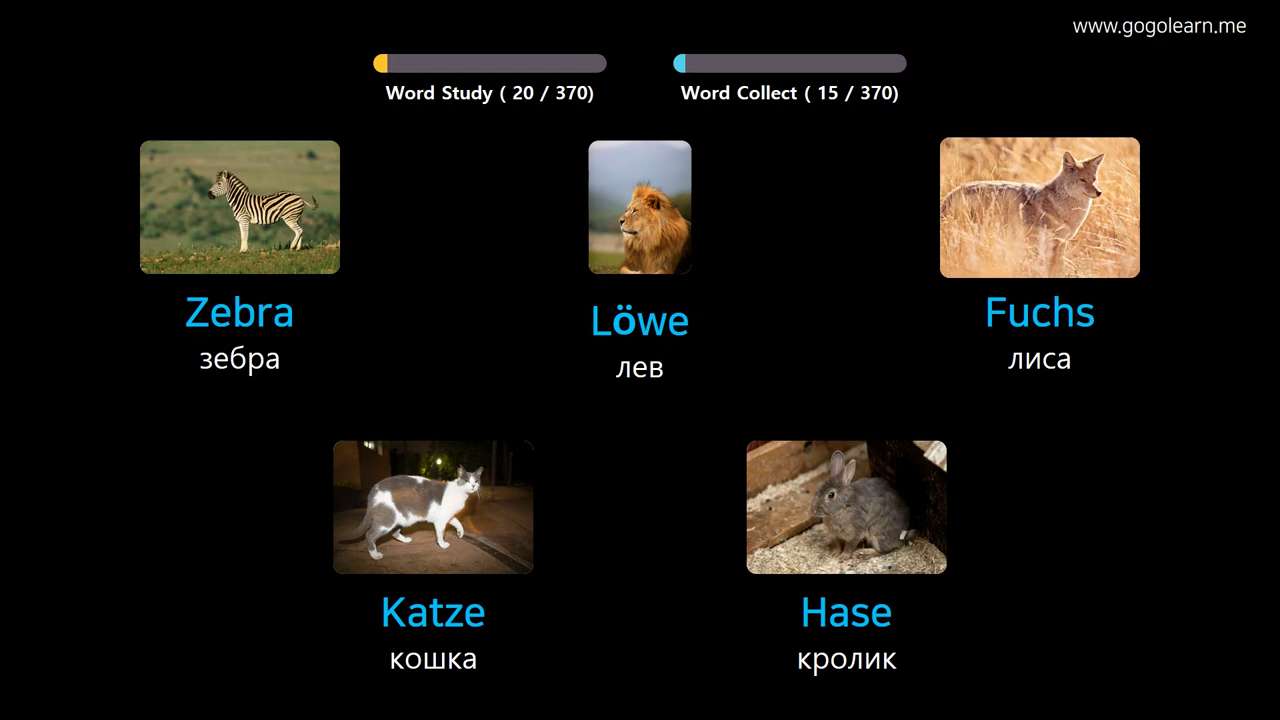 www.gogolearn.me
Word Study ( 20 / 370)
Word Collect ( 15 / 370)
Zebra
зебра
Löwe
лев
Fuchs
лиса
Katze
кошка
Hase
кролик